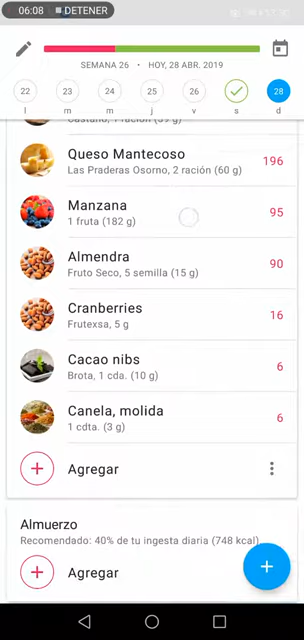 06:08 DETENER
SEMANA 26 • HOY, 28 ABR. 2019
22 23 24 25 26 28
l m m j v s d
Queso Mantecoso
Las Praderas Osorno, 2 ración (60 g)
196
Manzana
1 fruta (182 g)
95
Almendra
Fruto Seco, 5 semilla (15 g)
90
Cranberries
Frutexsa, 5 g
16
Cacao nibs
Brota, 1 cda. (10 g)
6
Canela, molida
1 cdta. (3 g)
6
Agregar
Almuerzo
Recomendado: 40% de tu ingesta diaria (748 kcal)
Agregar